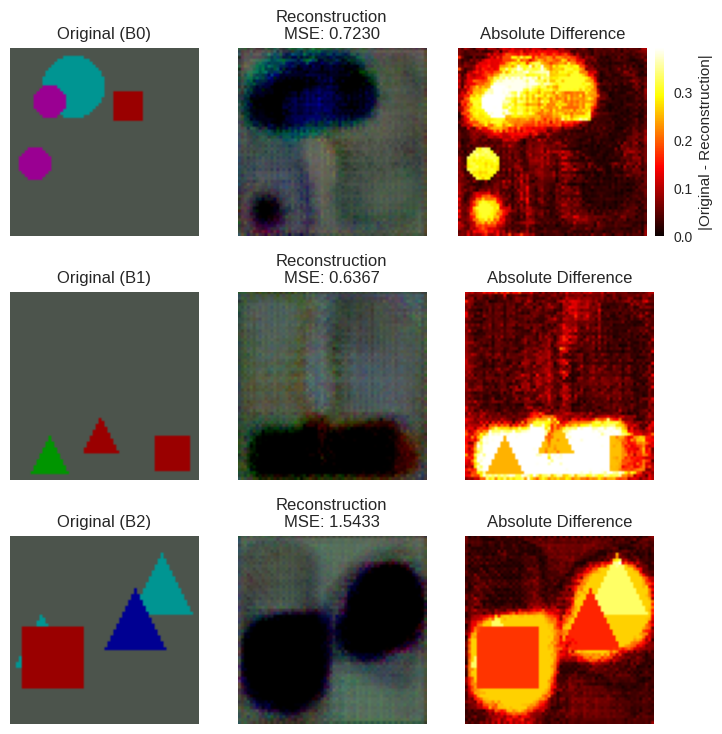 Original (B0)
Reconstruction
MSE: 0.7230
Absolute Difference
0.3
0.2
0.1
0.0
|Original - Reconstruction|
Original (B1)
Reconstruction
MSE: 0.6367
Absolute Difference
Original (B2)
Reconstruction
MSE: 1.5433
Absolute Difference